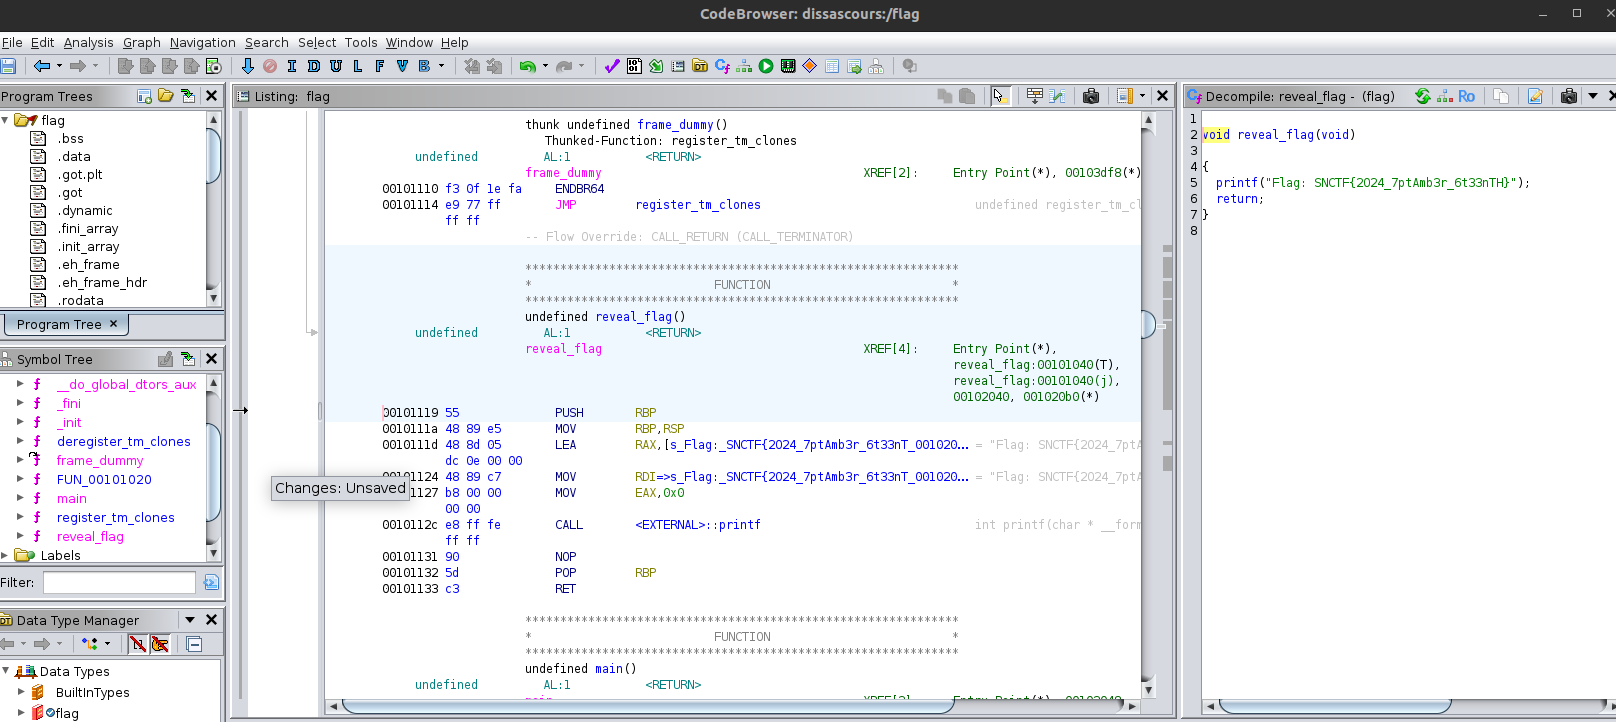 CodeBrowser: dissascours:/flag
File Edit Analysis Graph Navigation Search Select Tools Window Help
I D U L F V B
Program Trees
flag
.bss
.data
.got.plt
.got
.dynamic
.fini_array
.init_array
.eh_frame
.eh_frame_hdr
.rodata
Program Tree ×
Symbol Tree
f __do_global_dtors_aux
f _fini
f _init
f deregister_tm_clones
f frame_dummy
f FUN_00101020
f main
f register_tm_clones
f reveal_flag
Labels
Filter:
Data Type Manager
Data Types
BuiltInTypes
flag
Listing: flag
thunk undefined frame_dummy()
Thunked-Function: register_tm_clones
undefined AL:1 <RETURN>
frame_dummy XREF[2]: Entry Point(*), 00103df8(*)
00101110 f3 0f 1e fa ENDBR64
00101114 e9 77 ff JMP register_tm_clones undefined register_tm_cl
ff ff
-- Flow Override: CALL_RETURN (CALL_TERMINATOR)
**************************************************************
* FUNCTION *
**************************************************************
undefined reveal_flag()
undefined AL:1 <RETURN>
reveal_flag XREF[4]: Entry Point(*),
reveal_flag:00101040(T),
reveal_flag:00101040(j),
00102040, 001020b0(*)
00101119 55 PUSH RBP
0010111a 48 89 e5 MOV RBP,RSP
0010111d 48 8d 05 LEA RAX,[s_Flag:_SNCTF{2024_7ptAmb3r_6t33nT_001020... = "Flag: SNCTF{2024_7ptA
dc 0e 00 00
1124 48 89 c7 MOV RDI=>s_Flag:_SNCTF{2024_7ptAmb3r_6t33nT_001020... = "Flag: SNCTF{2024_7ptA
Changes: Unsaved
1127 b8 00 00 MOV EAX,0x0
00 00
0010112c e8 ff fe CALL <EXTERNAL>::printf int printf(char * __form
ff ff
00101131 90 NOP
00101132 5d POP RBP
00101133 c3 RET
**************************************************************
* FUNCTION *
**************************************************************
undefined main()
undefined AL:1 <RETURN>
Decompile: reveal_flag - (flag)
Ro
1
2 void reveal_flag(void)
3
4 {
5 printf("Flag: SNCTF{2024_7ptAmb3r_6t33nTH}");
6 return;
7 }
8